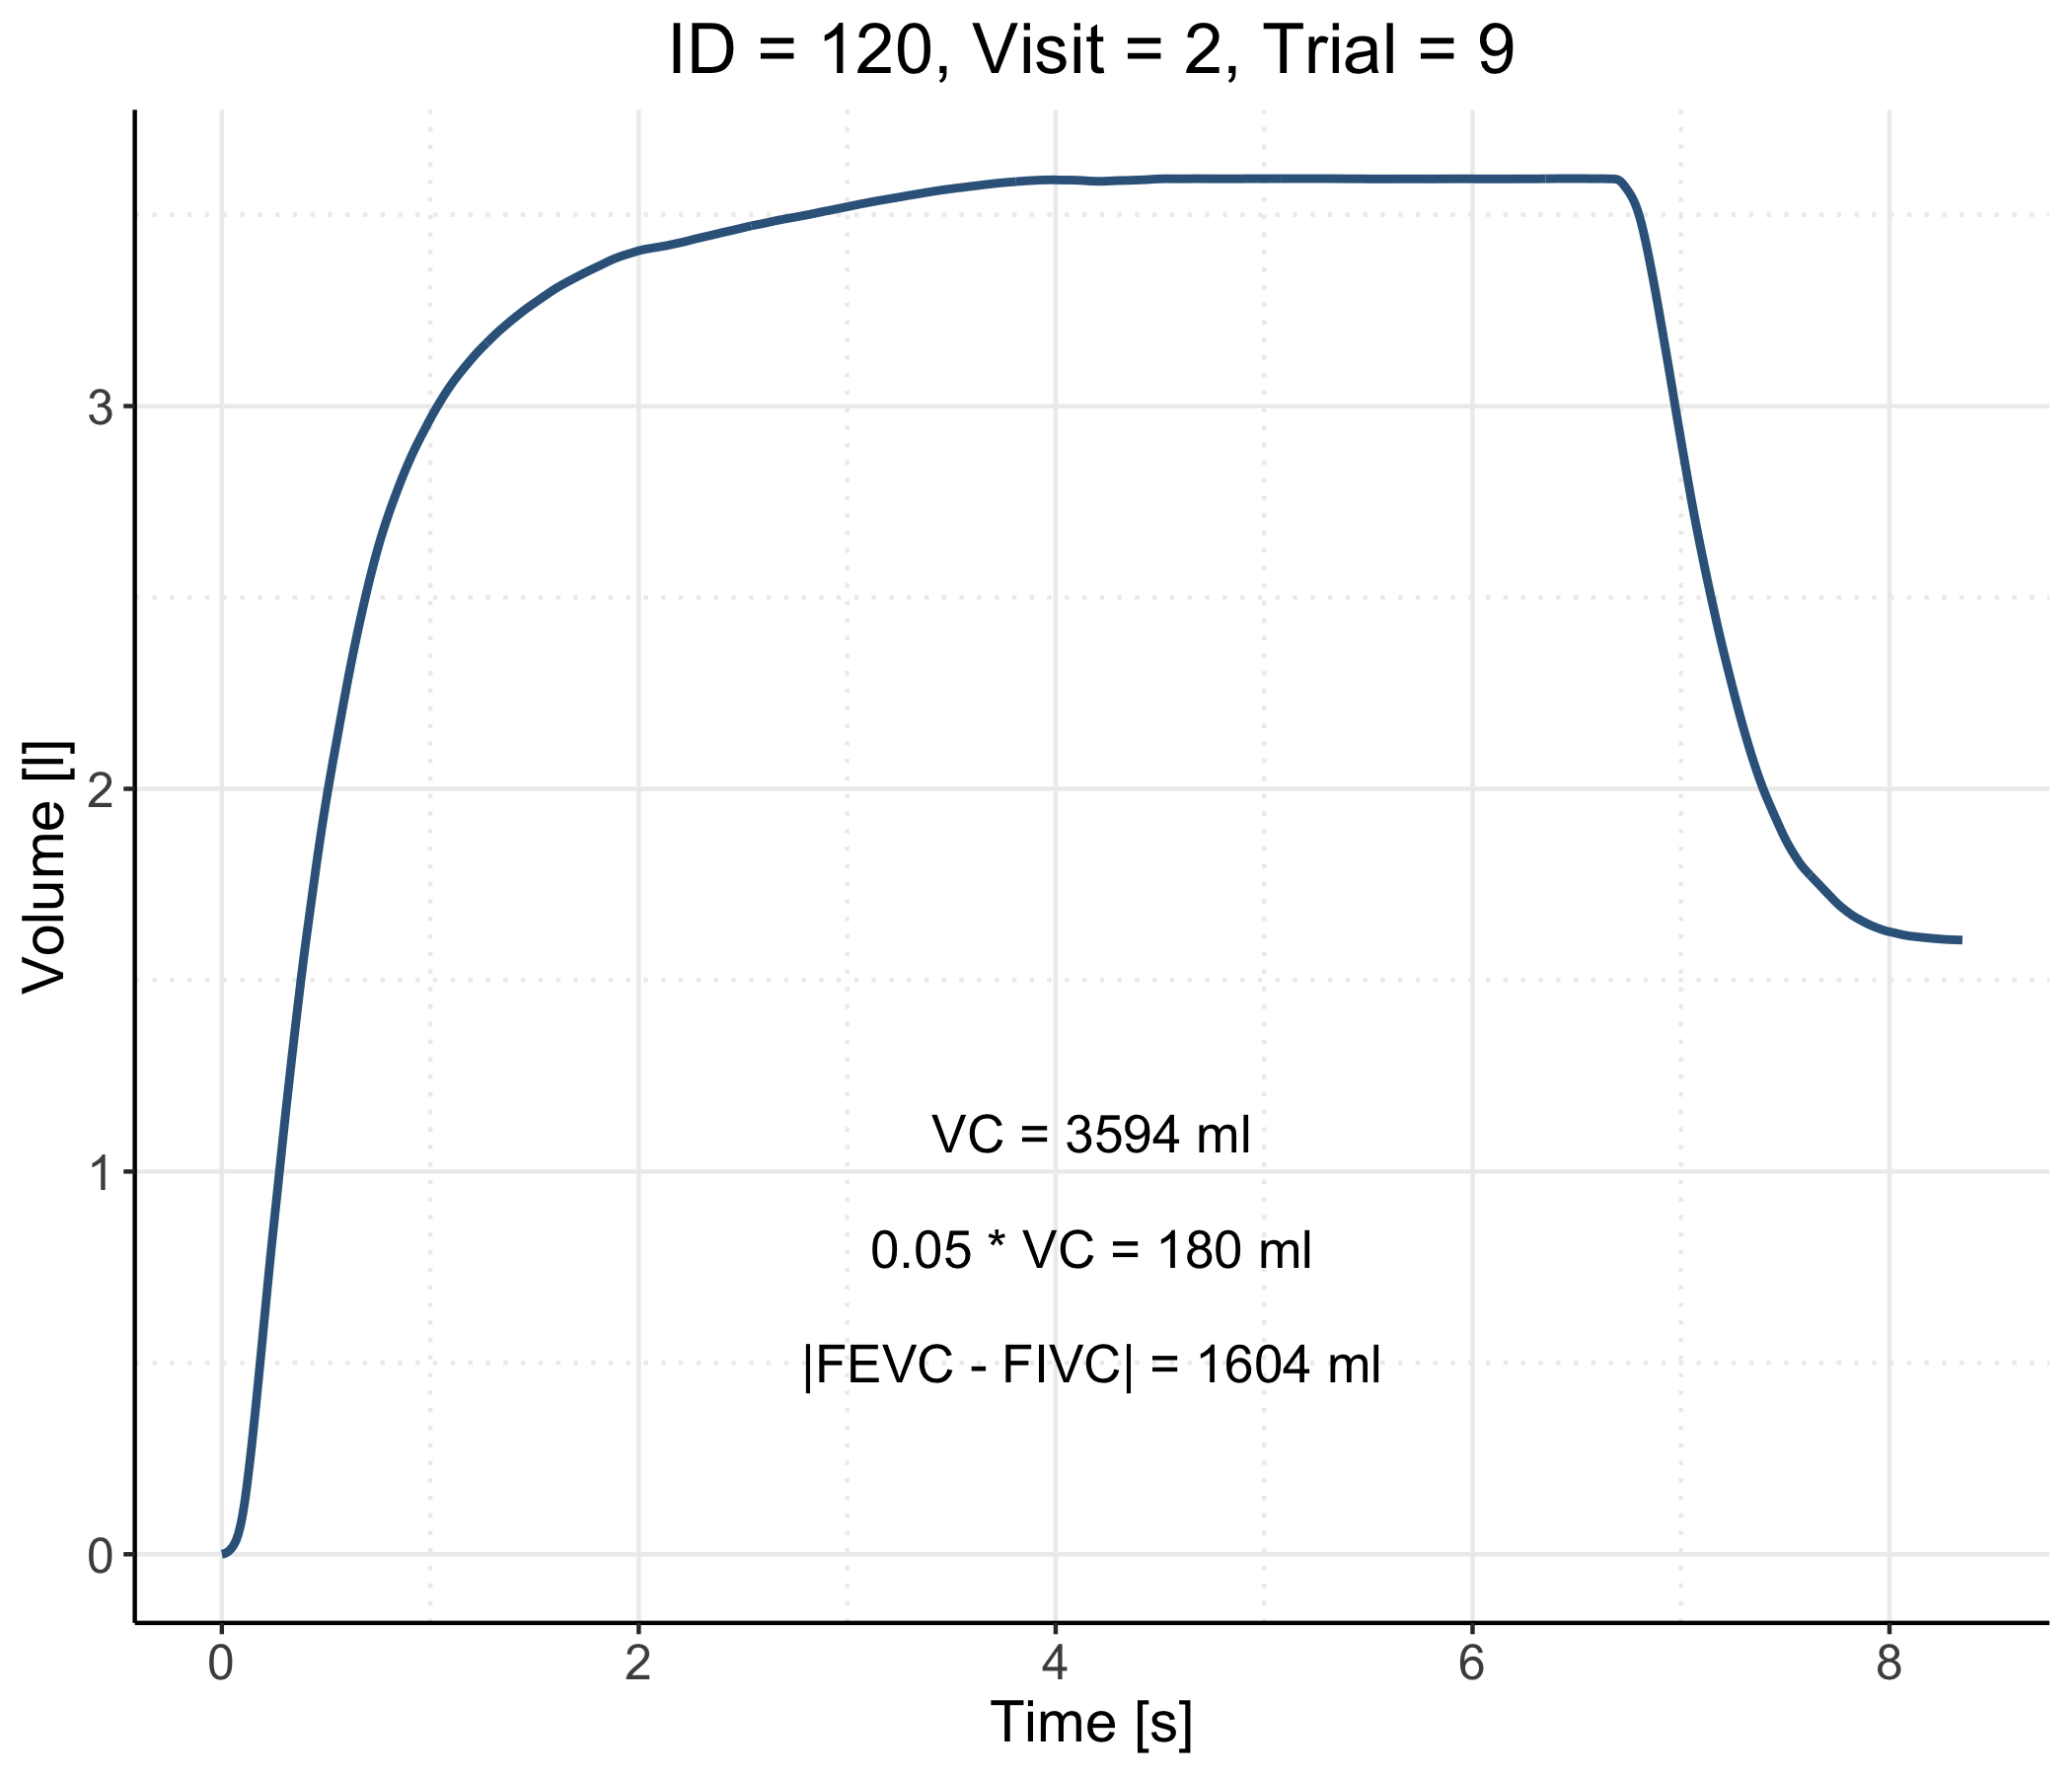 ID = 120, Visit = 2, Trial = 9
Volume [l]
3
2
1
0
VC = 3594 ml
0.05 * VC = 180 ml
|FEVC - FIVC| = 1604 ml
0 2 4 6 8
Time [s]